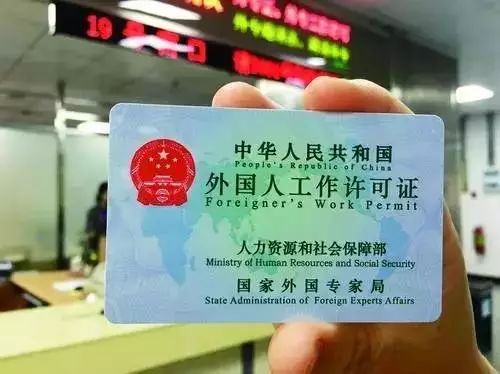 中华人民共和国
People's Republic of China
外国人工作许可证
Foreigner's Work Permit
人力资源和社会保障部
Ministry of Human Resources and Social Security
国家外国专家局
State Administration of Foreign Experts Affairs